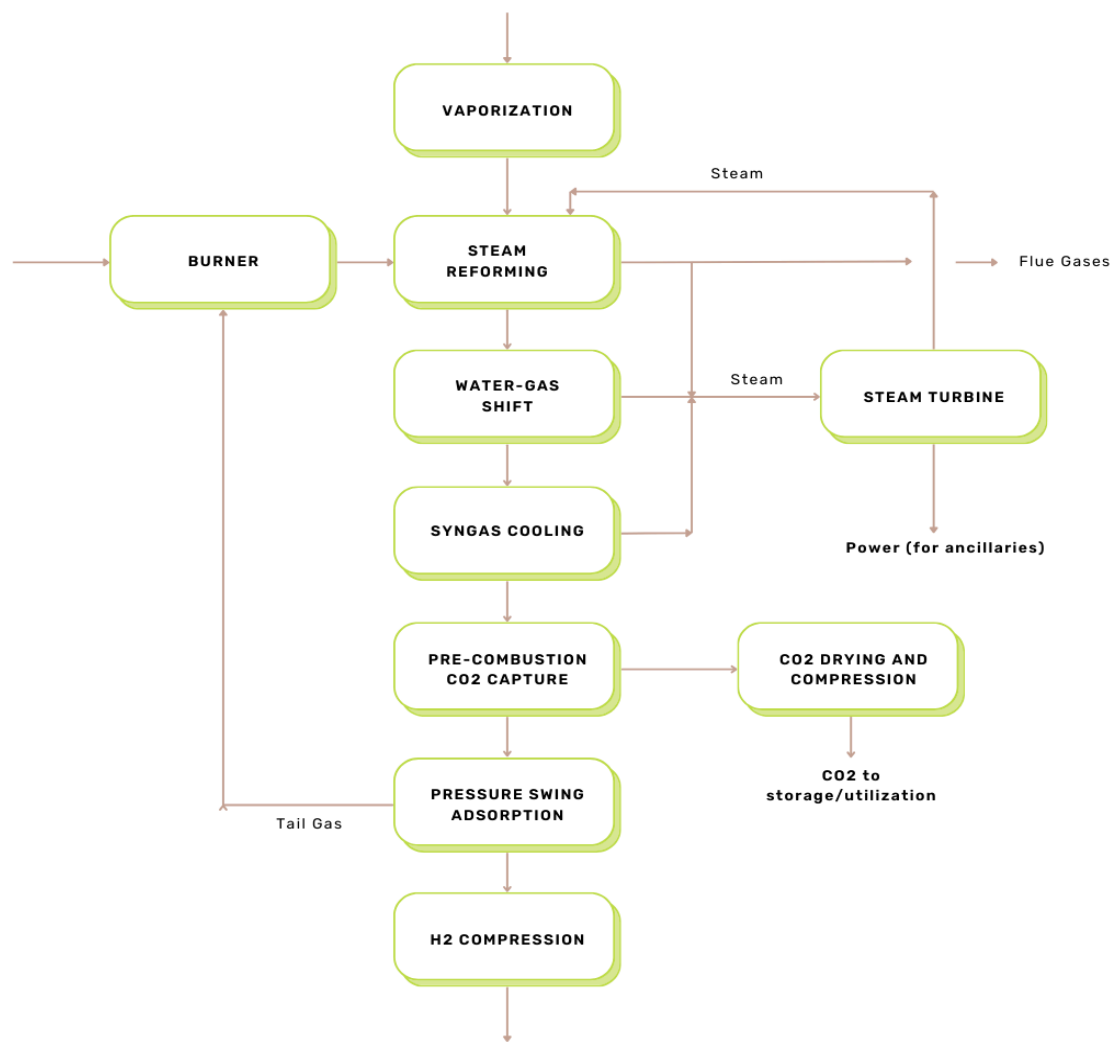 VAPORIZATION
Steam
BURNER
STEAM
REFORMING
Flue Gases
WATER-GAS
SHIFT
Steam
STEAM TURBINE
SYNGAS COOLING
Power (for ancillaries)
PRE-COMBUSTION
CO2 CAPTURE
CO2 DRYING AND
COMPRESSION
CO2 to
storage/utilization
PRESSURE SWING
ADSORPTION
Tail Gas
H2 COMPRESSION